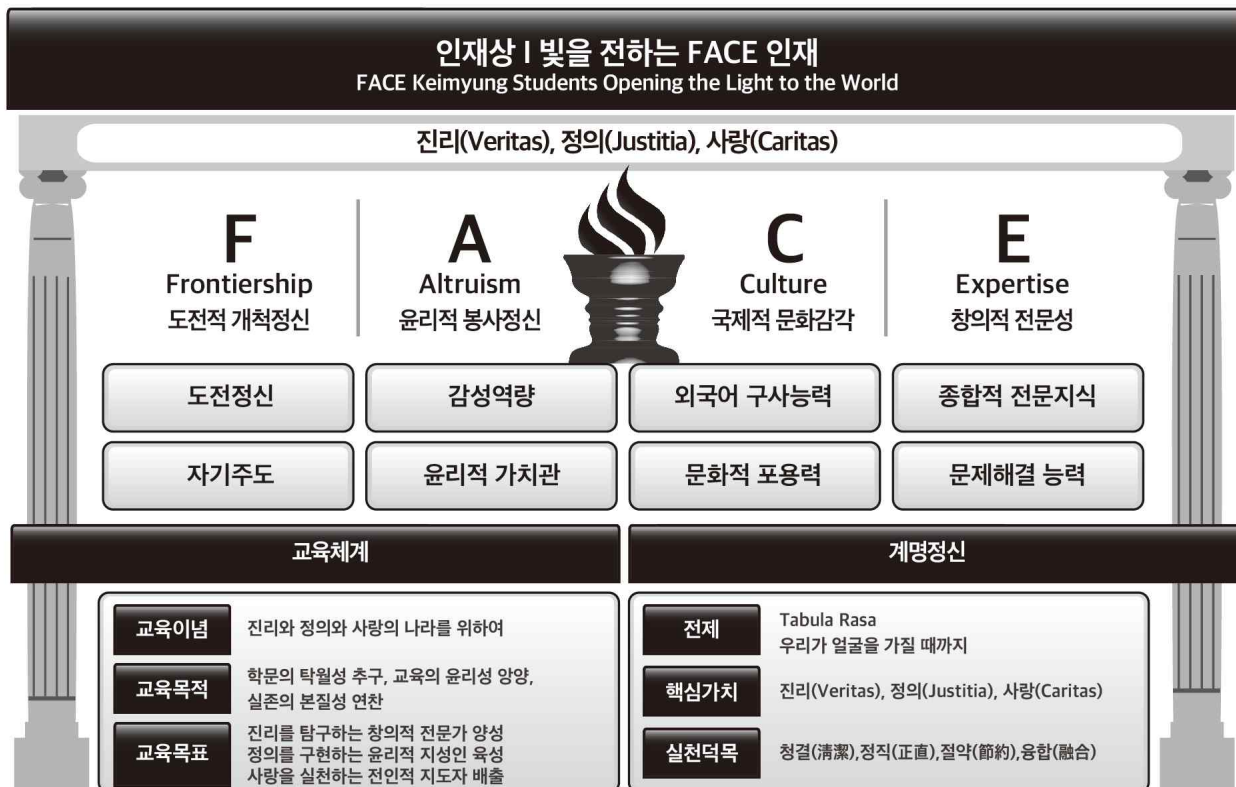 인재상 I 빛을 전하는 FACE 인재
FACE Keimyung Students Opening the Light to the World
진리(Veritas), 정의(Justitia), 사랑(Caritas)
F
Frontiership
도전적 개척정신
A
Altruism
윤리적 봉사정신
C
Culture
국제적 문화감각
E
Expertise
창의적 전문성
도전정신
감성역량
외국어 구사능력
종합적 전문지식
자기주도
윤리적 가치관
문화적 포용력
문제해결 능력
교육체계
교육이념
진리와 정의와 사랑의 나라를 위하여
교육목적
학문의 탁월성 추구, 교육의 윤리성 앙양,
실존의 본질성 연찬
교육목표
진리를 탐구하는 창의적 전문가 양성
정의를 구현하는 윤리적 지성인 육성
사랑을 실천하는 전인적 지도자 배출
계명정신
전제
Tabula Rasa
우리가 얼굴을 가질 때까지
핵심가치
진리(Veritas), 정의(Justitia), 사랑(Caritas)
실천덕목
청결(淸潔),정직(正直),절약(節約),융합(融合)